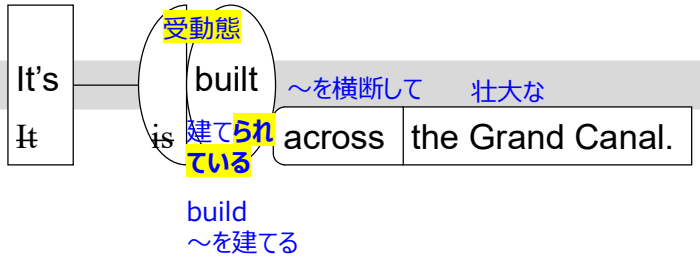 受動態
It's built
～を横断して 壮大な
It is 建てられ
ている
across the Grand Canal.
build
～を建てる